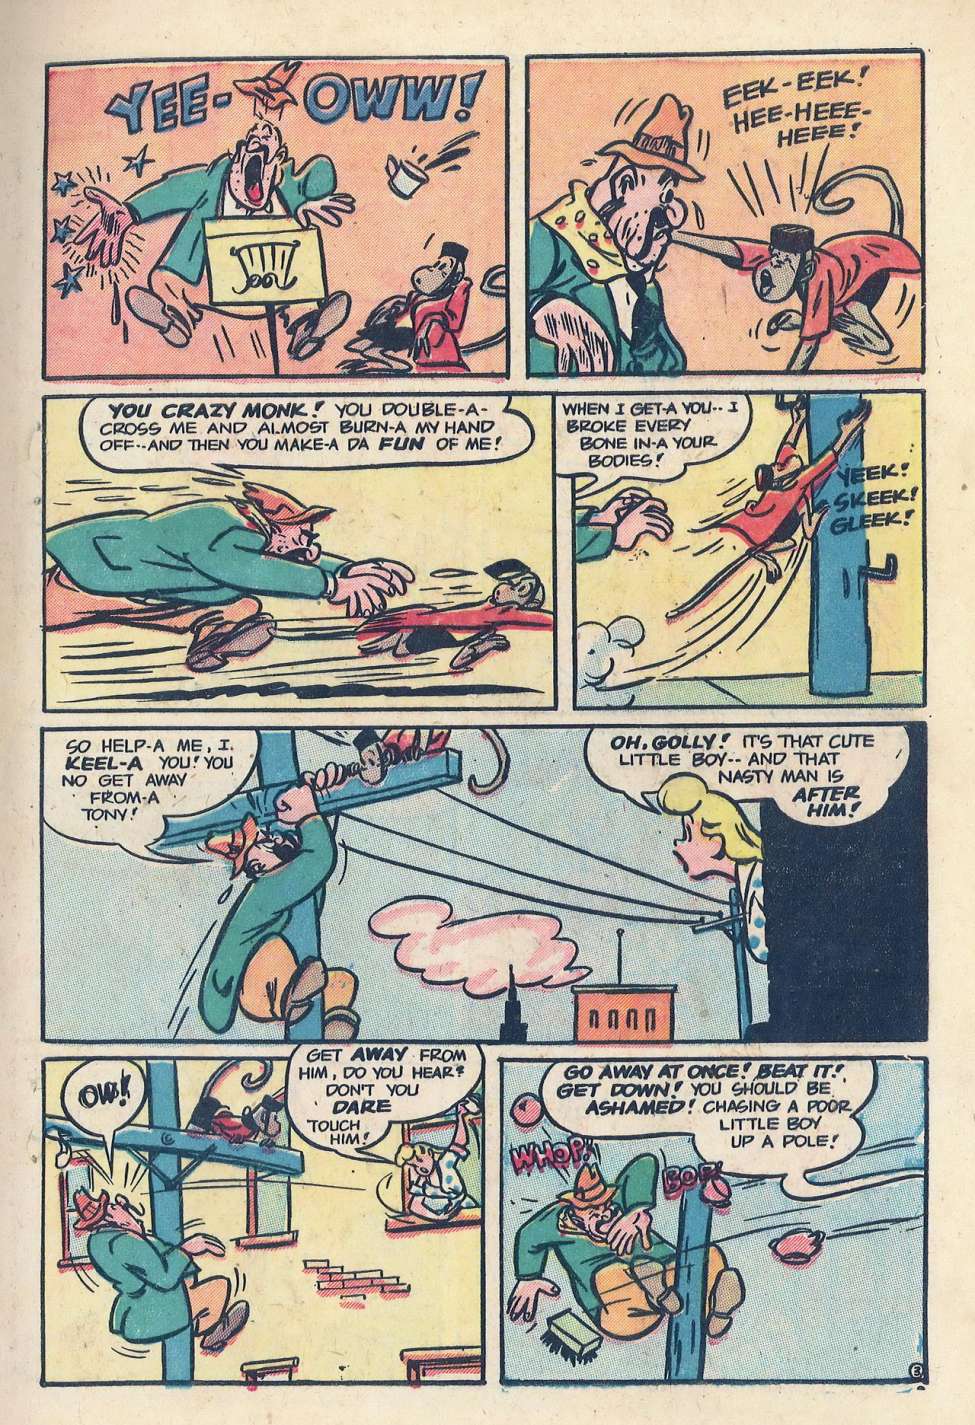 YEE-OWW!
EEK-EEK!
HEE-HEEE-
HEEE!
YOU CRAZY MONK! YOU DOUBLE-A-
CROSS ME AND ALMOST BURN-A MY HAND
OFF--AND THEN YOU MAKE-A DA FUN OF ME!
WHEN I GET-A YOU-- I
BROKE EVERY
BONE IN-A YOUR
BODIES!
YEEK!
SKEEK!
GLEEK!
SO HELP-A ME, I
KEEL-A YOU! YOU
NO GET AWAY
FROM-A
TONY!
OH, GOLLY! IT'S THAT CUTE
LITTLE BOY-- AND THAT
NASTY MAN IS
AFTER
HIM!
OW!
GET AWAY FROM
HIM, DO YOU HEAR?
DON'T YOU
DARE
TOUCH
HIM!
GO AWAY AT ONCE! BEAT IT!
GET DOWN! YOU SHOULD BE
ASHAMED! CHASING A POOR
LITTLE BOY
UP A POLE!
WHOP!
BOP!
3